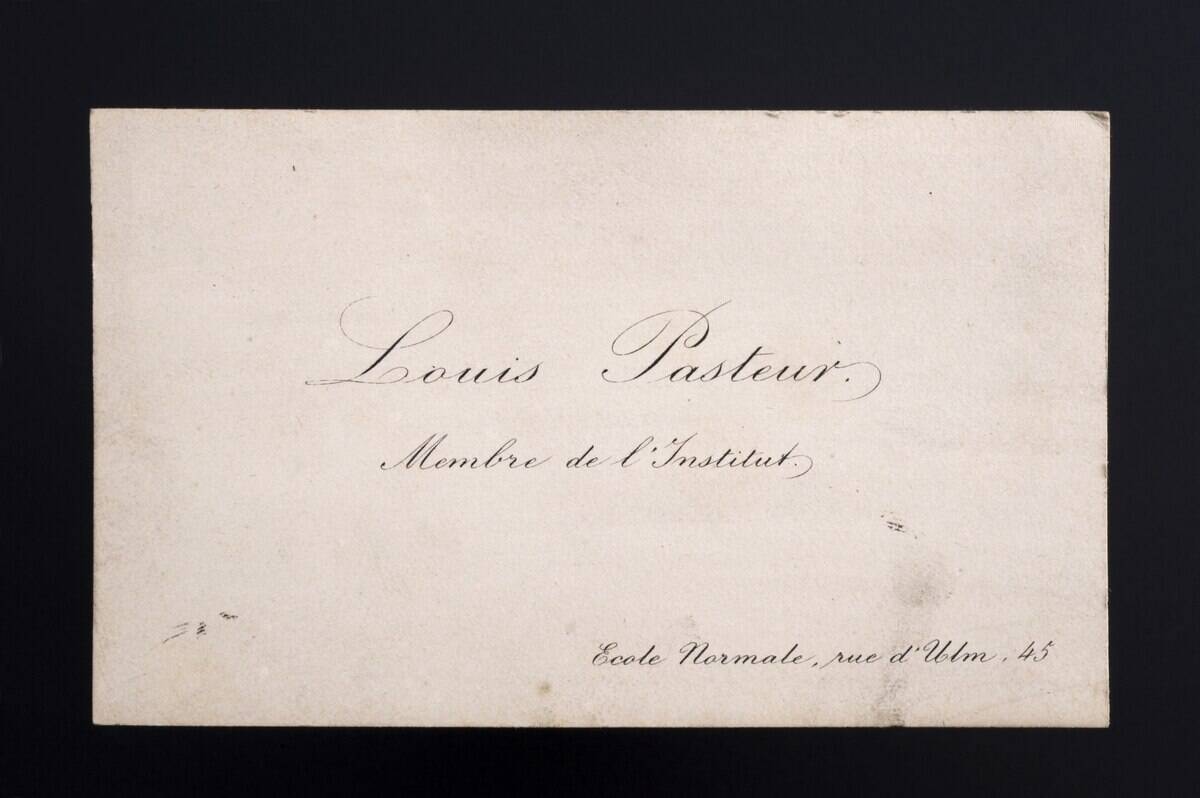 Louis Pasteur.
Membre de l'Institut.
Ecole Normale, rue d'Ulm, 45